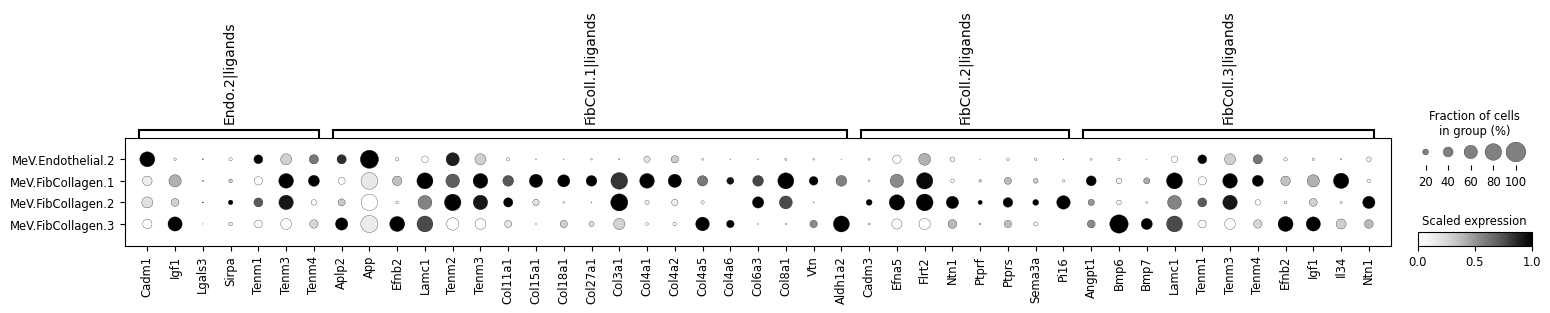 Endo.2|ligands
FibColl.1|ligands
FibColl.2|ligands
FibColl.3|ligands
MeV.Endothelial.2
MeV.FibCollagen.1
MeV.FibCollagen.2
MeV.FibCollagen.3
Cadm1
Igf1
Lgals3
Sirpa
Tenm1
Tenm3
Tenm4
Aplp2
App
Efnb2
Lamc1
Tenm2
Tenm3
Col11a1
Col15a1
Col18a1
Col27a1
Col3a1
Col4a1
Col4a2
Col4a5
Col4a6
Col6a3
Col8a1
Vtn
Aldh1a2
Cadm3
Efna5
Flrt2
Ntn1
Ptprf
Ptprs
Sema3a
Pi16
Angpt1
Bmp6
Bmp7
Lamc1
Tenm1
Tenm3
Tenm4
Efnb2
Igf1
Il34
Ntn1
Fraction of cells
in group (%)
20 40 60 80 100
Scaled expression
0.0 0.5 1.0